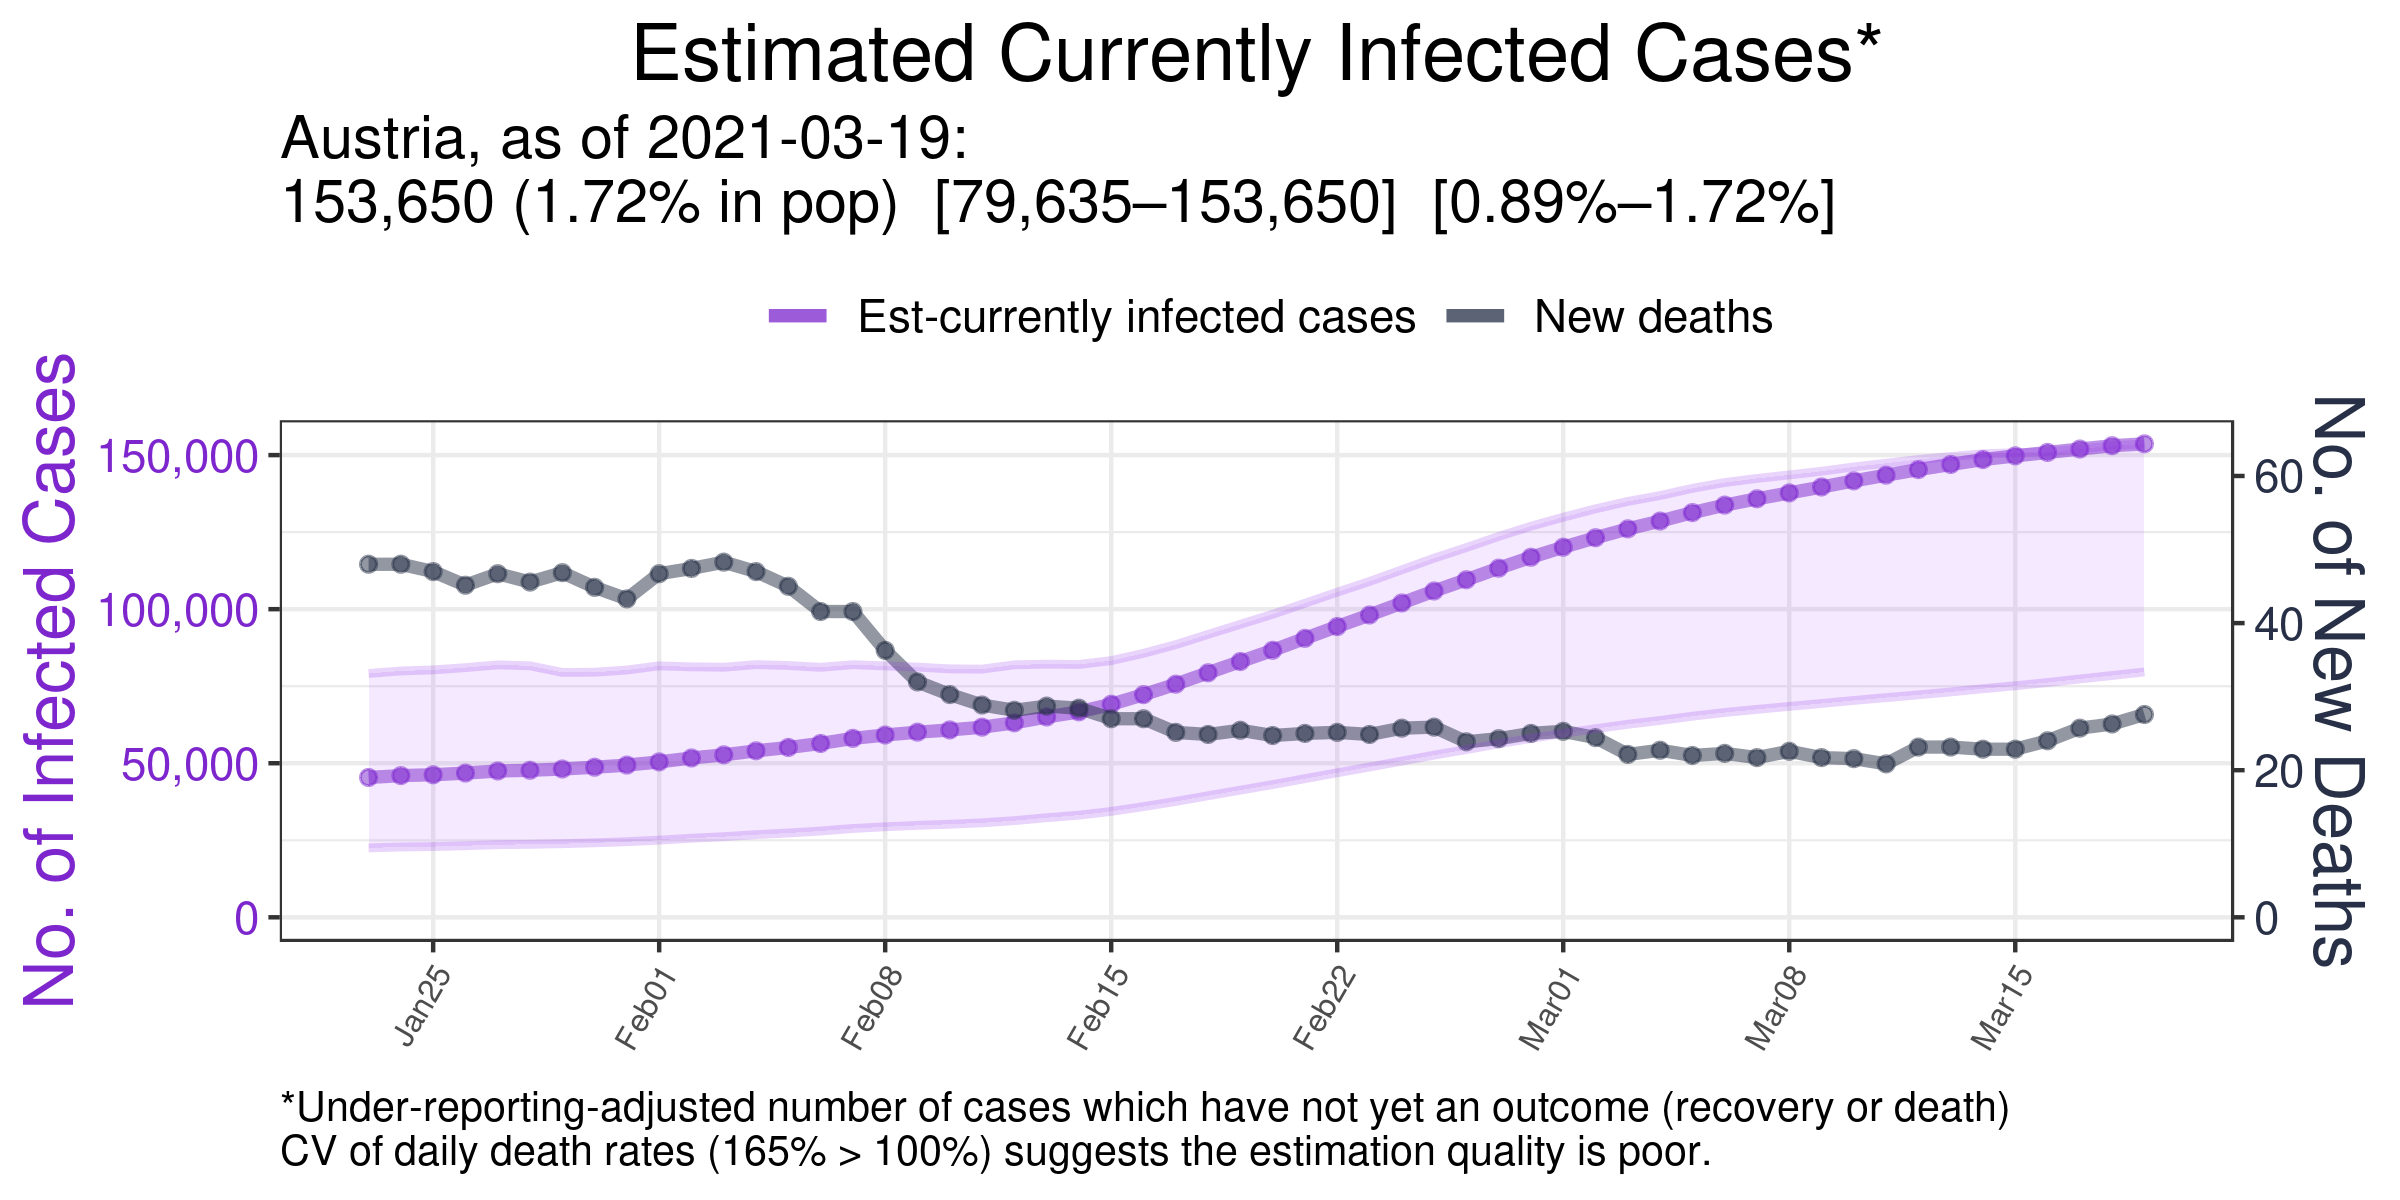 Estimated Currently Infected Cases*
Austria, as of 2021-03-19:
153,650 (1.72% in pop)  [79,635–153,650]  [0.89%–1.72%]
Est-currently infected cases
New deaths
No. of Infected Cases
150,000
100,000
50,000
0
60
40
20
0
No. of New Deaths
Jan25
Feb01
Feb08
Feb15
Feb22
Mar01
Mar08
Mar15
*Under-reporting-adjusted number of cases which have not yet an outcome (recovery or death)
CV of daily death rates (165% > 100%) suggests the estimation quality is poor.